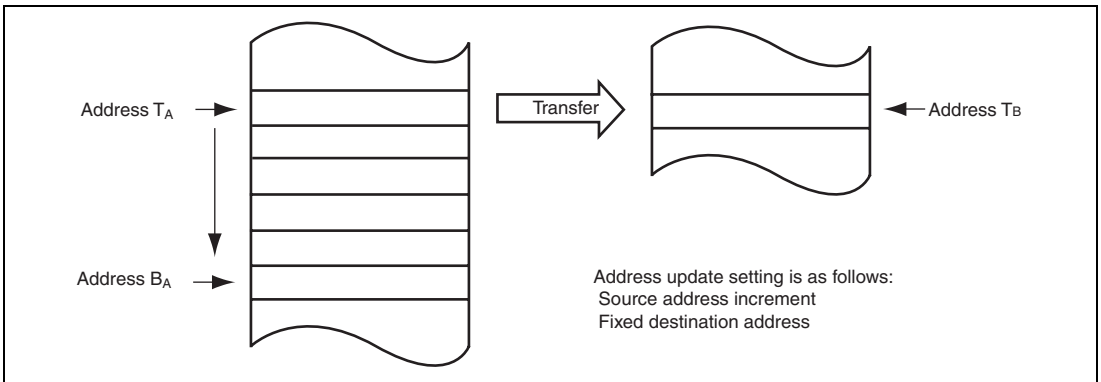 Address TA
Transfer
Address TB
Address BA
Address update setting is as follows:
Source address increment
Fixed destination address